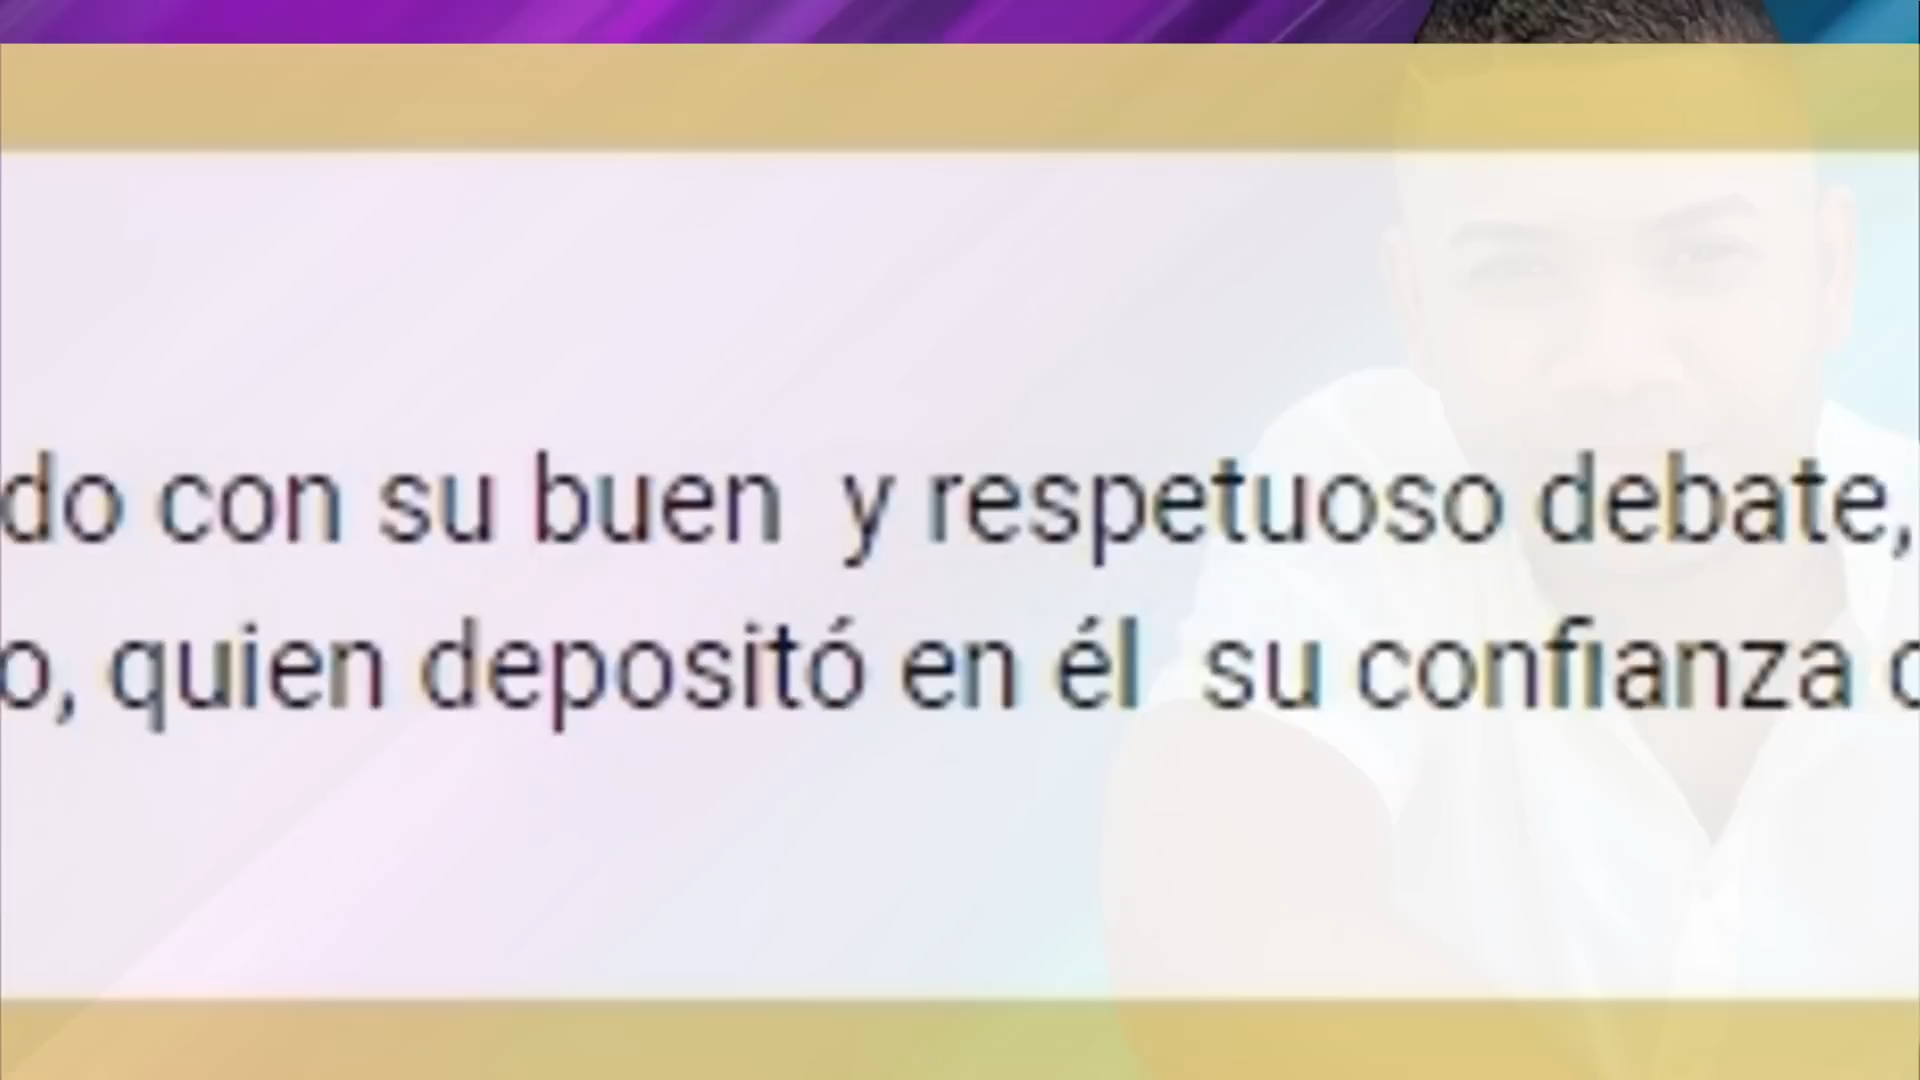 do con su buen y respetuoso debate,
o, quien depositó en él su confianza